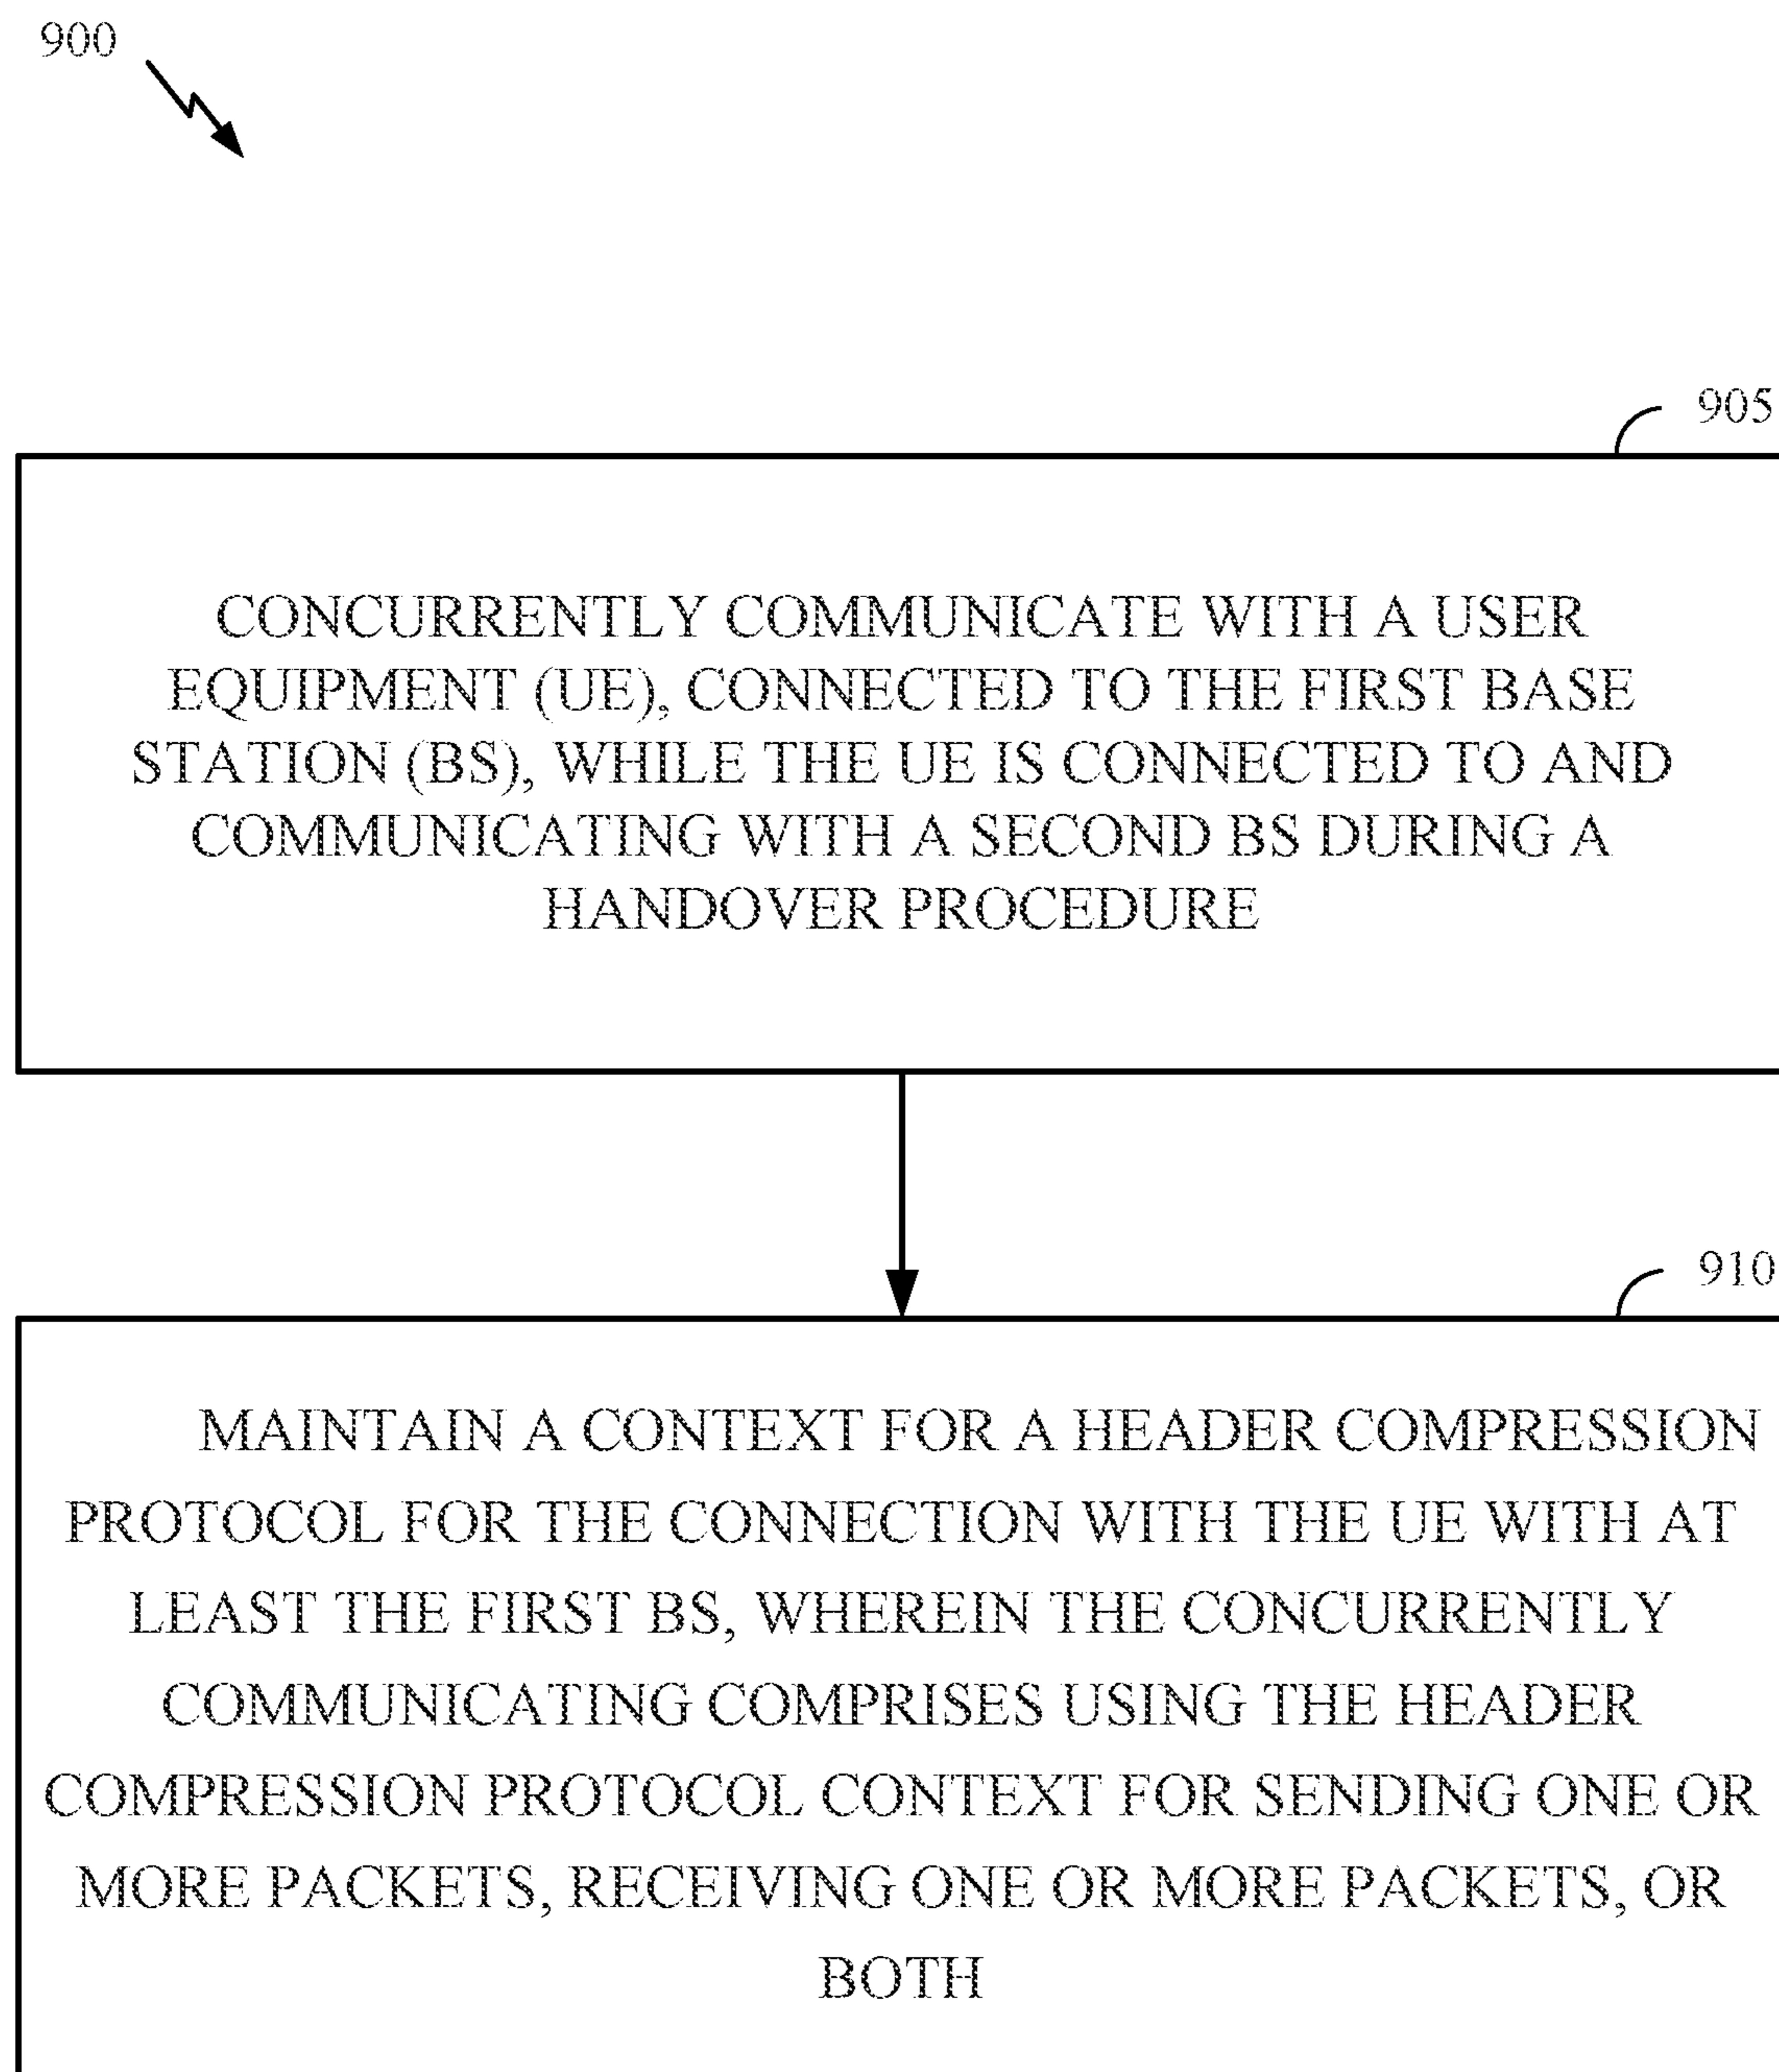 900
905
CONCURRENTLY COMMUNICATE WITH A USER
EQUIPMENT (UE), CONNECTED TO THE FIRST BASE
STATION (BS), WHILE THE UE IS CONNECTED TO AND
COMMUNICATING WITH A SECOND BS DURING A
HANDOVER PROCEDURE
910
MAINTAIN A CONTEXT FOR A HEADER COMPRESSION
PROTOCOL FOR THE CONNECTION WITH THE UE WITH AT
LEAST THE FIRST BS, WHEREIN THE CONCURRENTLY
COMMUNICATING COMPRISES USING THE HEADER
COMPRESSION PROTOCOL CONTEXT FOR SENDING ONE OR
MORE PACKETS, RECEIVING ONE OR MORE PACKETS, OR
BOTH